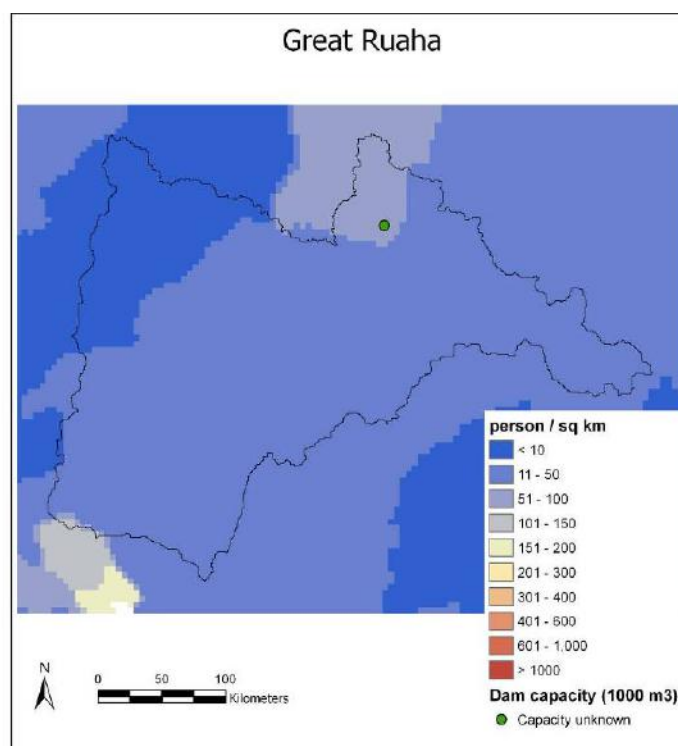 Great Ruaha
person / sq km
< 10
11 - 50
51 - 100
101 - 150
151 - 200
201 - 300
301 - 400
401 - 600
601 - 1,000
> 1000
Dam capacity (1000 m3)
Capacity unknown
N
0 50 100
Kilometers